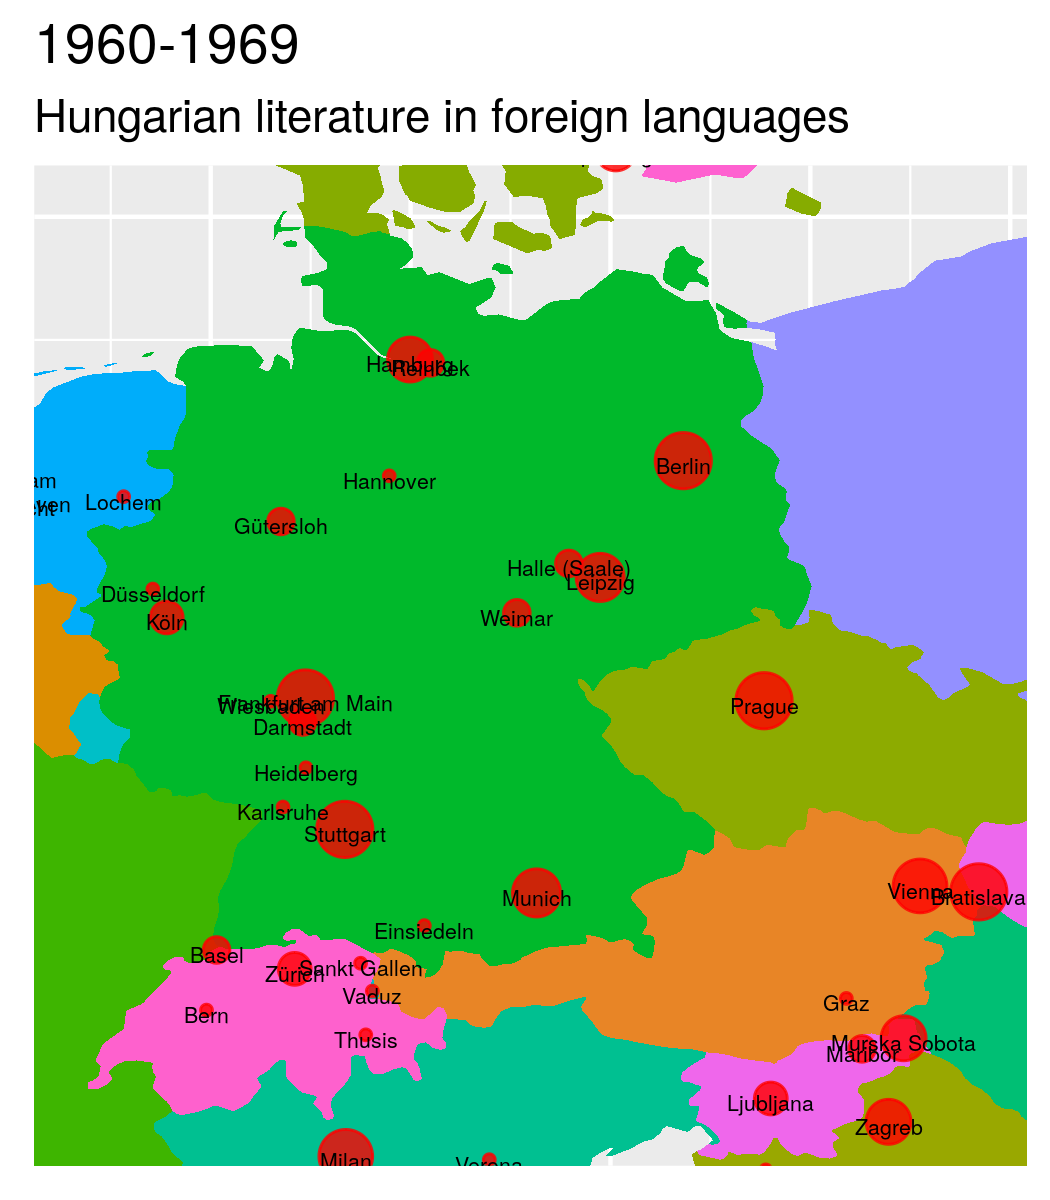 1960-1969
Hungarian literature in foreign languages
Hamburg
Reinbek
Berlin
Hannover
am
Lochem
ven
cht
Gütersloh
Halle (Saale)
Leipzig
Düsseldorf
Weimar
Köln
Frankfurt am Main
Wiesbaden
Prague
Darmstadt
Heidelberg
Karlsruhe
Stuttgart
Vienna
Munich
Bratislava
Einsiedeln
Basel
Sankt Gallen
Zürich
Vaduz
Graz
Bern
Thusis
Murska Sobota
Maribor
Ljubljana
Zagreb
Milan
Verona